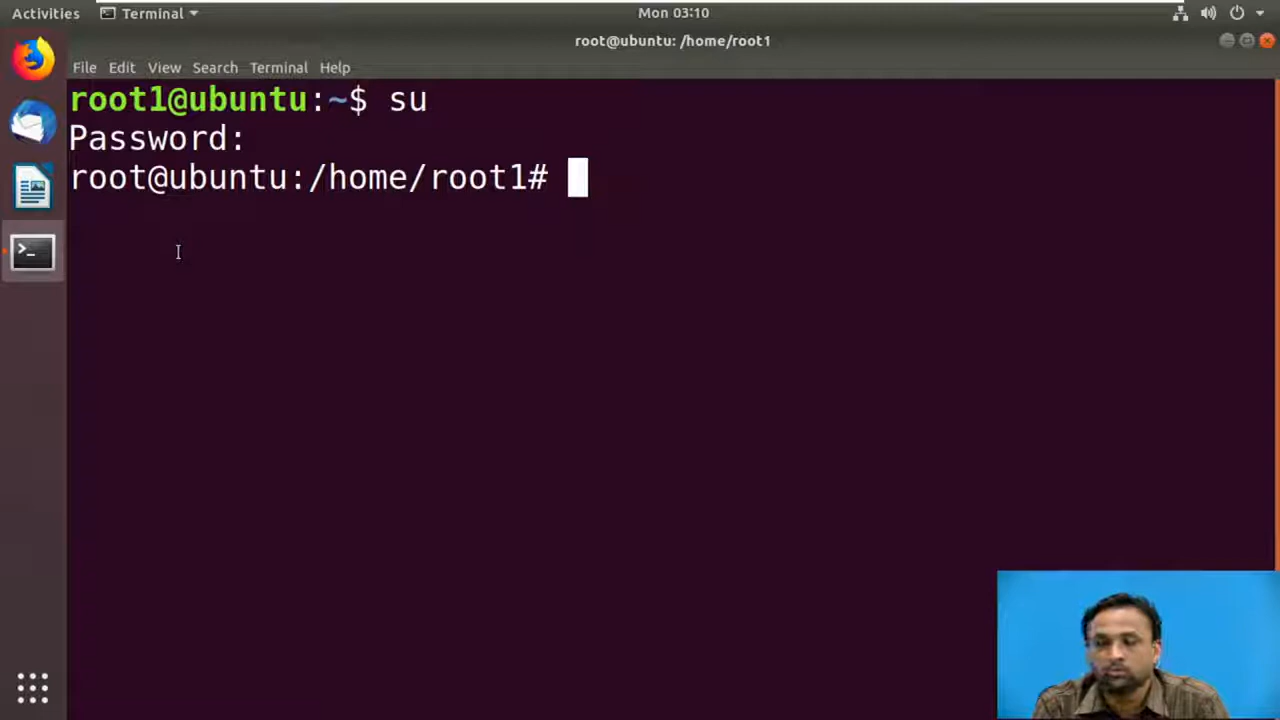 Activities Terminal Mon 03:10
root@ubuntu: /home/root1
File Edit View Search Terminal Help
root1@ubuntu:~$ su
Password:
root@ubuntu:/home/root1#